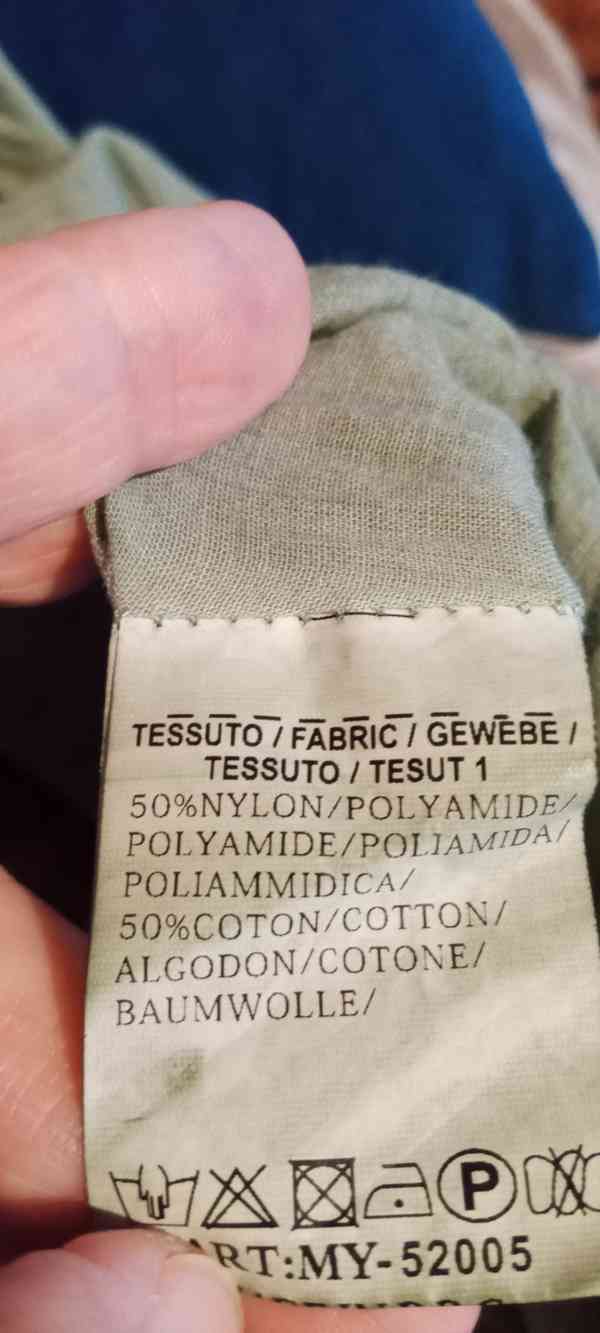 TESSUTO / FABRIC / GEWEBE /
TESSUTO / TESUT 1
50%NYLON/POLYAMIDE/
POLYAMIDE/POLIAMIDA/
POLIAMMIDICA/
50%COTON/COTTON/
ALGODON/COTONE/
BAUMWOLLE/
P
ART:MY-52005